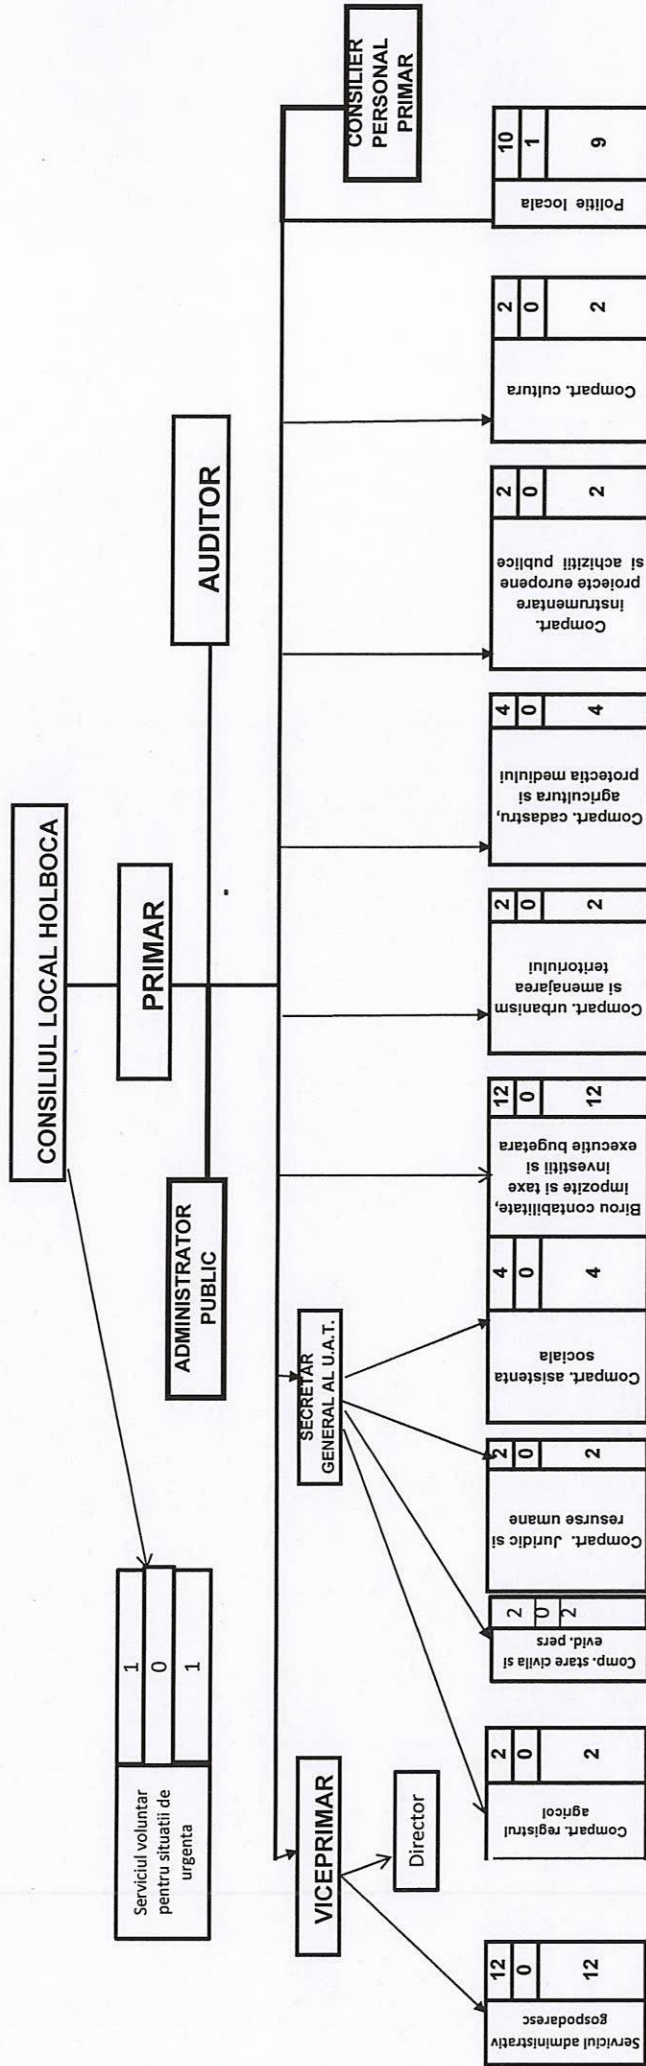 CONSILIUL LOCAL HOLBOCA
PRIMAR
AUDITOR
ADMINISTRATOR
PUBLIC
Serviciul voluntar
pentru situatii de
urgenta
1
0
1
CONSILIER
PERSONAL
PRIMAR
SECRETAR
GENERAL AL U.A.T.
VICEPRIMAR
Director
Serviciul administrativ
gospodaresc
12
0
12
Compart. registrul
agricol
2
0
2
Comp. stare civila si
evid. pers
2
0
2
Compart. Juridic si
resurse umane
2
0
2
Compart. asistenta
sociala
4
0
4
Birou contabilitate,
impozite si taxe
investitii si
executie bugetara
12
0
12
Compart. urbanism
si amenajarea
teritoriului
2
0
2
Compart. cadastru,
agricultura si
protectia mediului
4
0
4
Compart.
instrumentare
proiecte europene
si achizitii publice
2
0
2
Compart. cultura
2
0
2
Politie locala
10
1
9